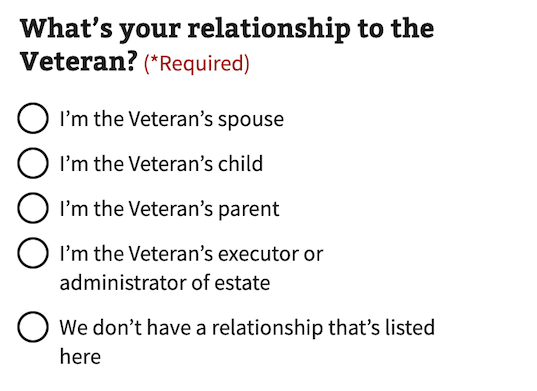 What’s your relationship to the
Veteran? (*Required)
I’m the Veteran’s spouse
I’m the Veteran’s child
I’m the Veteran’s parent
I’m the Veteran’s executor or
administrator of estate
We don’t have a relationship that’s listed
here